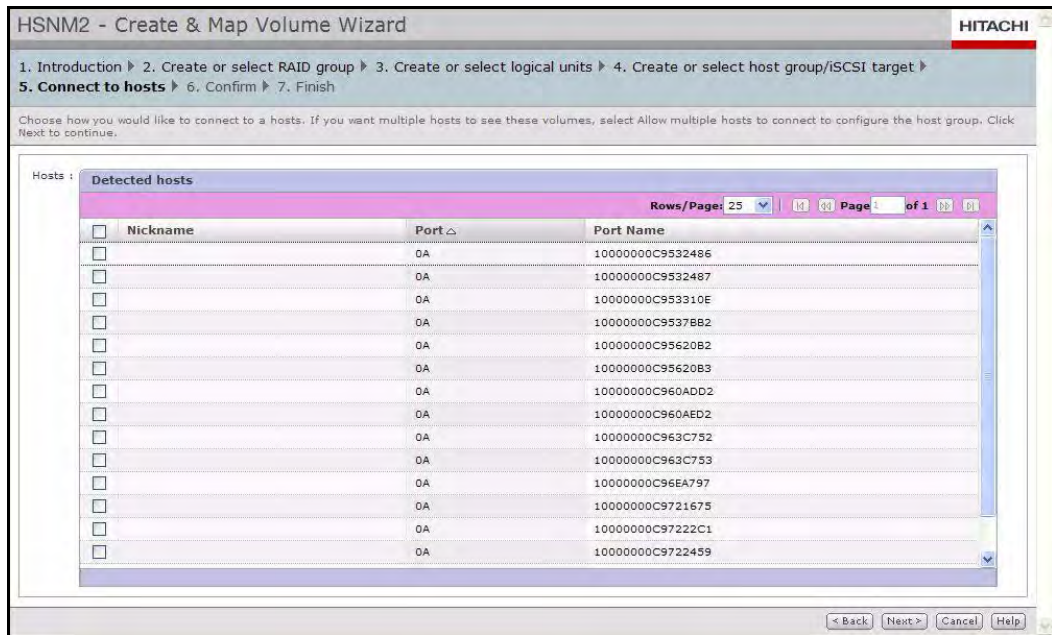 HSNM2 - Create & Map Volume Wizard
HITACHI
1. Introduction 2. Create or select RAID group 3. Create or select logical units 4. Create or select host group/iSCSI target
5. Connect to hosts 6. Confirm 7. Finish
Choose how you would like to connect to a hosts. If you want multiple hosts to see these volumes, select Allow multiple hosts to connect to configure the host group. Click
Next to continue.
Hosts : Detected hosts
Rows/Page: 25 Page 1 of 1
Nickname Port Port Name
0A 10000000C9532486
0A 10000000C9532487
0A 10000000C953310E
0A 10000000C9537BB2
0A 10000000C95620B2
0A 10000000C95620B3
0A 10000000C960ADD2
0A 10000000C960AED2
0A 10000000C963C752
0A 10000000C963C753
0A 10000000C96EA797
0A 10000000C9721675
0A 10000000C97222C1
0A 10000000C9722459
< Back Next > Cancel Help